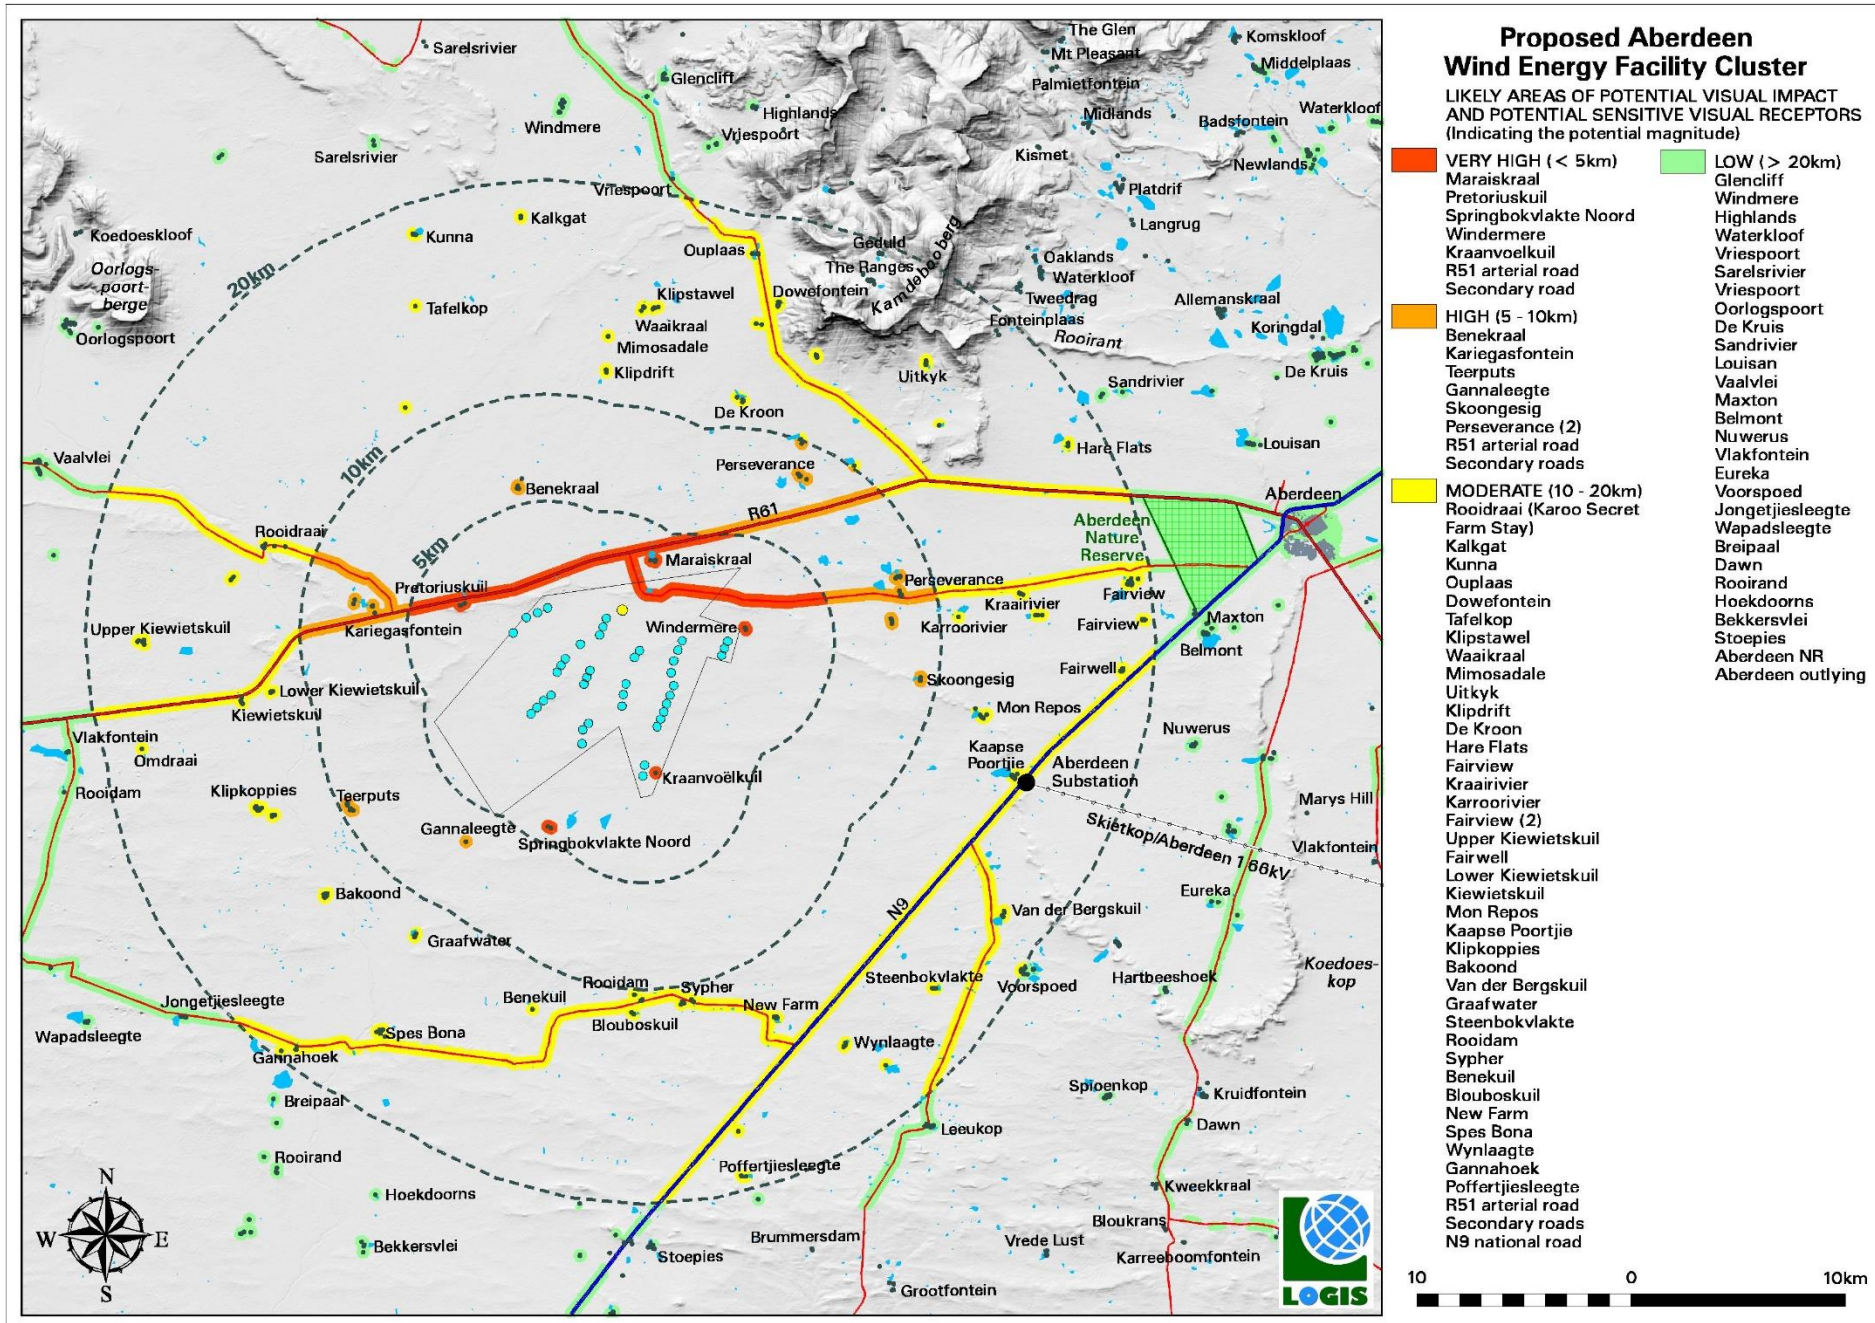 Proposed Aberdeen
Wind Energy Facility Cluster
LIKELY AREAS OF POTENTIAL VISUAL IMPACT
AND POTENTIAL SENSITIVE VISUAL RECEPTORS
(Indicating the potential magnitude)
VERY HIGH (< 5km)
Maraiskraal
Pretoriuskuil
Springbokvlakte Noord
Windermere
Kraanvoelkuil
R51 arterial road
Secondary road
HIGH (5 - 10km)
Benekraal
Kariegasfontein
Teerputs
Gannaleegte
Skoongesig
Perseverance (2)
R51 arterial road
Secondary roads
MODERATE (10 - 20km)
Rooidraai (Karoo Secret
Farm Stay)
Kalkgat
Kunna
Ouplaas
Dowefontein
Tafelkop
Klipstawel
Waaikraal
Mimosadale
Uitkyk
Klipdrift
De Kroon
Hare Flats
Fairview
Kraairivier
Karroorivier
Fairview (2)
Upper Kiewietskuil
Fairwell
Lower Kiewietskuil
Kiewietskuil
Mon Repos
Kaapse Poortjie
Klipkoppies
Bakoond
Van der Bergskuil
Graafwater
Steenbokvlakte
Rooidam
Sypher
Benekuil
Blouboskuil
New Farm
Spes Bona
Wynlaagte
Gannahoek
Poffertjiesleegte
R51 arterial road
Secondary roads
N9 national road
LOW (> 20km)
Glencliff
Windmere
Highlands
Waterkloof
Vriespoort
Sarelsrivier
Vriespoort
Oorlogspoort
De Kruis
Sandrivier
Louisan
Vaalvlei
Maxton
Belmont
Nuwerus
Vlakfontein
Eureka
Voorspoed
Jongetjiesleegte
Wapadsleegte
Breipaal
Dawn
Rooirand
Hoekdoorns
Bekkersvlei
Stoepies
Aberdeen NR
Aberdeen outlying
10 0 10km
Sarelsrivier
The Glen
Mt Pleasant
Komskloof
Middelplaas
Glencliff
Palmietfontein
Highlands
Midlands
Waterkloof
Windmere
Badsfontein
Vriespoort
Sarelsrivier
Kismet
Newlands
Vriespoort
Platdrif
Kalkgat
Langrug
Koedoeskloof
Kunna
Ouplaas
Geduld
Kamdebooberg
Oorlogs-
poort-
berge
The Ranges
Oaklands
Waterkloof
20km
Klipstawel
Dowefontein
Tweedrag
Allemanskraal
Tafelkop
Waaikraal
Fonteinplaas
Koringdal
Oorlogspoort
Mimosadale
Rooirant
Klipdrift
Uitkyk
De Kruis
Sandrivier
De Kroon
Hare Flats
Louisan
Vaalvlei
10km
Perseverance
Benekraal
Aberdeen
R61
Rooidraai
Aberdeen
Nature
Reserve
5km
Maraiskraal
Pretoriuskuil
Perseverance
Fairview
Kraairivier
Upper Kiewietskuil
Kariegasfontein
Windermere
Karroorivier
Fairview
Maxton
Belmont
Fairwell
Skoongesig
Lower Kiewietskuil
Kiewietskuil
Mon Repos
Nuwerus
Vlakfontein
Omdraai
Kaapse
Poortjie
Aberdeen
Substation
Kraanvoëlkuil
Rooidam
Klipkoppies
Teerputs
Marys Hill
Gannaleegte
Springbokvlakte Noord
Skietkop/Aberdeen 1 66kV
Vlakfontein
Bakoond
N9
Eureka
Van der Bergskuil
Graafwater
Koedoes-
kop
Rooidam
Sypher
Steenbokvlakte
Voorspoed
Hartbeeshoek
Jongetjiesleegte
Benekuil
New Farm
Blouboskuil
Wapadsleegte
Spes Bona
Wynlaagte
Gannahoek
Spioenkop
Kruidfontein
Breipaal
Dawn
Leeukop
Rooirand
Poffertjiesleegte
Hoekdoorns
Kweekkraal
Bloukrans
Brummersdam
Vrede Lust
Bekkersvlei
Stoepies
Karreeboomfontein
Grootfontein
N
W E
S
LOGIS